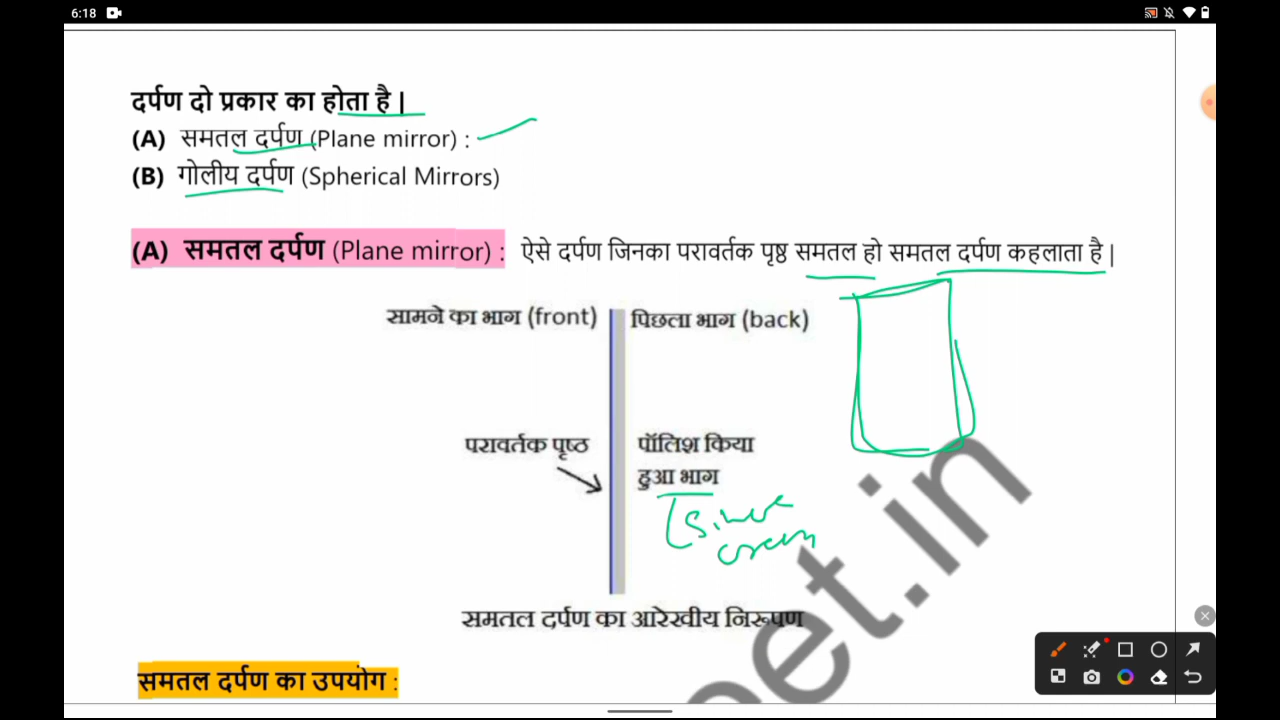 6:18
दर्पण दो प्रकार का होता है |
(A) समतल दर्पण (Plane mirror) :
(B) गोलीय दर्पण (Spherical Mirrors)
(A) समतल दर्पण (Plane mirror) : ऐसे दर्पण जिनका परावर्तक पृष्ठ समतल हो समतल दर्पण कहलाता है |
सामने का भाग (front) पिछला भाग (back)
परावर्तक पृष्ठ
पॉलिश किया
हुआ भाग
समतल दर्पण का आरेखीय निरूपण
समतल दर्पण का उपयोग :
et.in